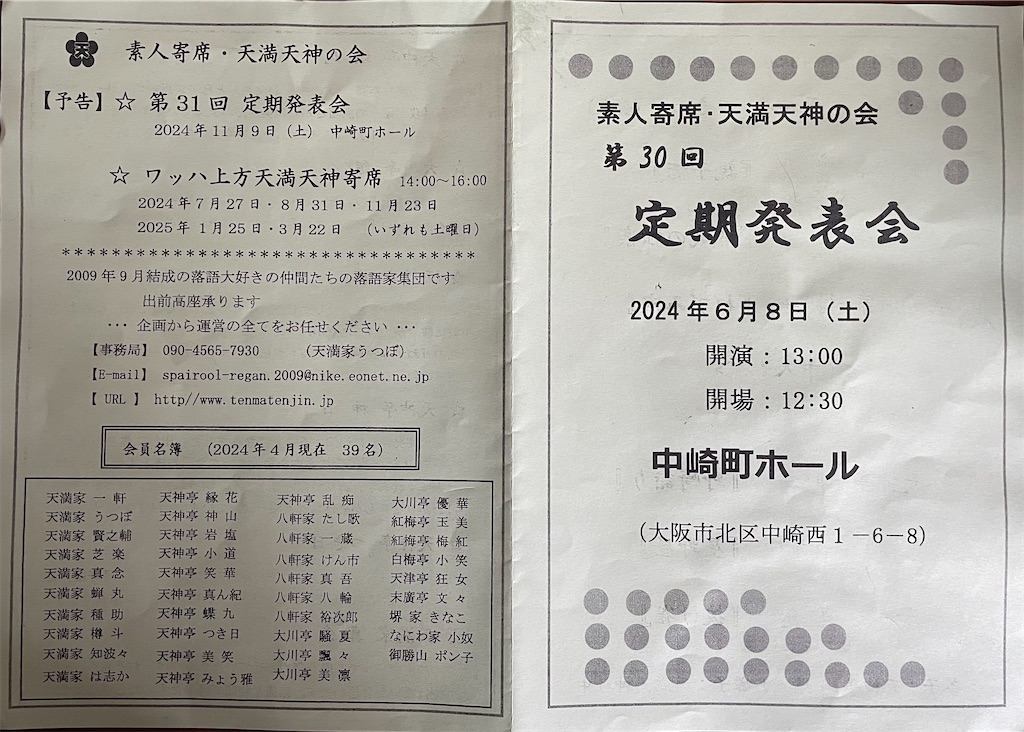 天
素人寄席・天満天神の会
【予告】☆ 第31回 定期発表会
2024年11月9日(土) 中崎町ホール
☆ ワッハ上方天満天神寄席 14:00~16:00
2024年7月27日・8月31日・11月23日
2025年 1月25日・3月22日 (いずれも土曜日)
*********************************
2009年9月結成の落語大好きの仲間たちの落語家集団です
出前高座承ります
… 企画から運営の全てをお任せください …
【事務局】 090-4565-7930 (天満家うつぼ)
【E-mail】 spairool-regan.2009@nike.eonet.ne.jp
【 URL 】 http//www.tenmatenjin.jp
会員名簿 (2024年4月現在 39名)
天満家 一軒
天満家 うつぼ
天満家 賢之輔
天満家 芝楽
天満家 真念
天満家 蝉丸
天満家 種助
天満家 樽斗
天満家 知波々
天満家 は志か
天神亭 縁花
天神亭 神山
天神亭 岩塩
天神亭 小道
天神亭 笑華
天神亭 真ん紀
天神亭 蝶九
天神亭 つき日
天神亭 美笑
天神亭 みょう雅
天神亭 乱痴
八軒家 たし歌
八軒家 一蔵
八軒家 けん市
八軒家 真吾
八軒家 八輪
八軒家 裕次郎
大川亭 騒夏
大川亭 飄々
大川亭 美凛
大川亭 優華
紅梅亭 玉美
紅梅亭 梅紅
白梅亭 小笑
天津亭 狂女
末廣亭 文々
堺家 きなこ
なにわ家 小奴
御勝山 ポン子
素人寄席・天満天神の会
第30回
定期発表会
2024年6月8日(土)
開演:13:00
開場:12:30
中崎町ホール
(大阪市北区中崎西1-6-8)